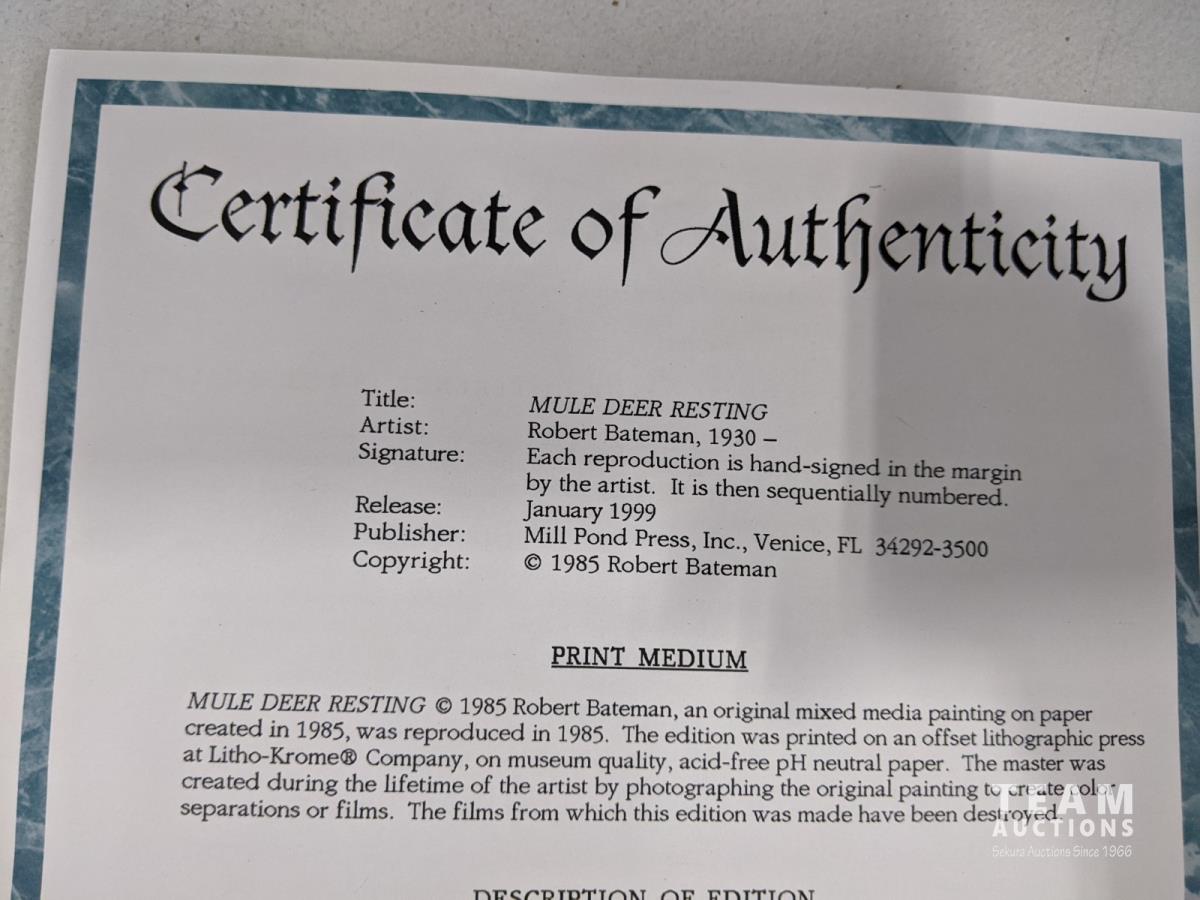 Certificate of Authenticity
Title: MULE DEER RESTING
Artist: Robert Bateman, 1930 –
Signature: Each reproduction is hand-signed in the margin
by the artist. It is then sequentially numbered.
Release: January 1999
Publisher: Mill Pond Press, Inc., Venice, FL 34292-3500
Copyright: © 1985 Robert Bateman
PRINT MEDIUM
MULE DEER RESTING © 1985 Robert Bateman, an original mixed media painting on paper
created in 1985, was reproduced in 1985. The edition was printed on an offset lithographic press
at Litho-Krome® Company, on museum quality, acid-free pH neutral paper. The master was
created during the lifetime of the artist by photographing the original painting to create color
separations or films. The films from which this edition was made have been destroyed.
DESCRIPTION OF EDITION
TEAM
AUCTIONS
Sekura Auctions Since 1966